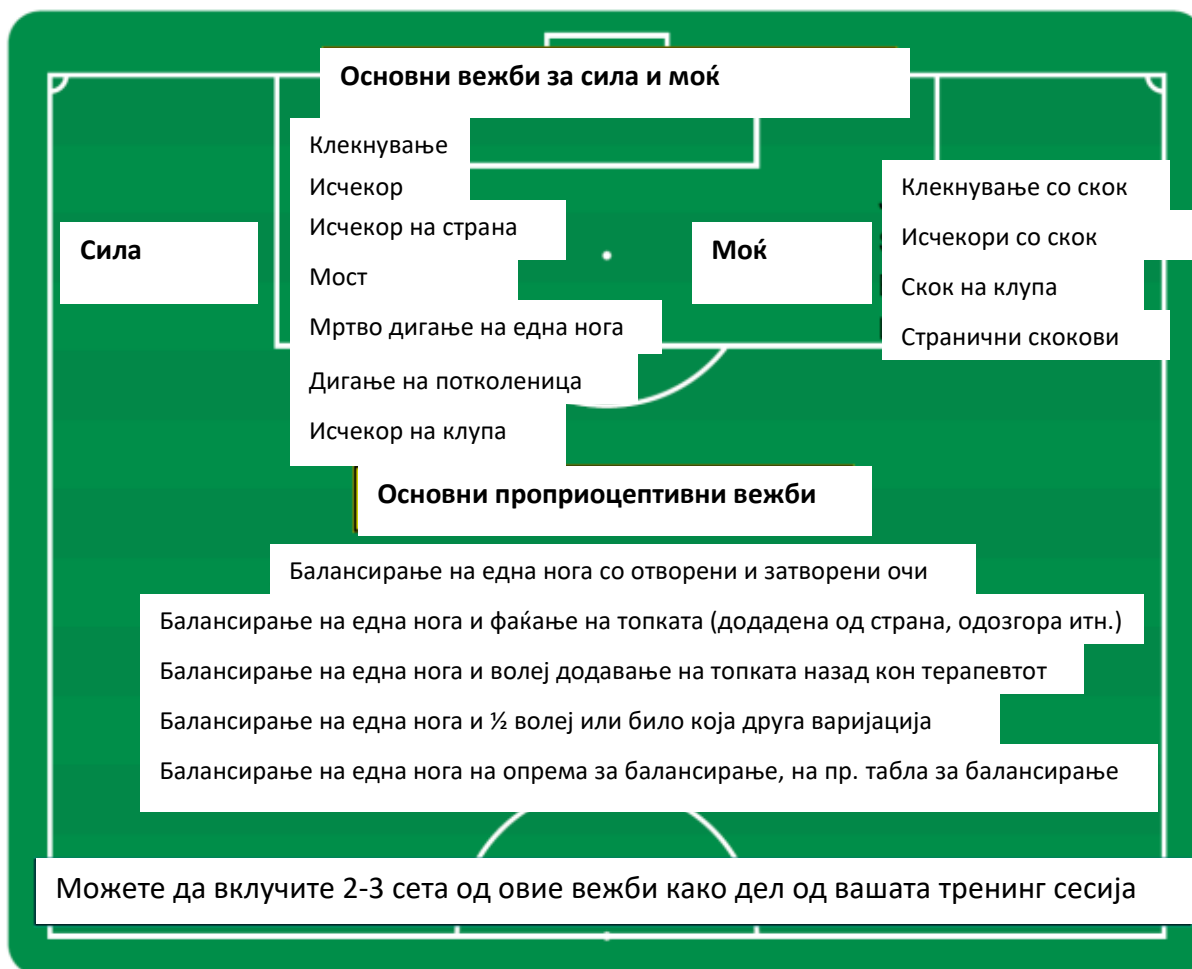 Основни вежби за сила и моќ
Сила
Клекнување
Исчекор
Исчекор на страна
Мост
Мртво дигање на една нога
Дигање на потколеница
Исчекор на клупа
Моќ
Клекнување со скок
Исчекори со скок
Скок на клупа
Странични скокови
Основни проприоцептивни вежби
Балансирање на една нога со отворени и затворени очи
Балансирање на една нога и фаќање на топката (додадена од страна, одозгора итн.)
Балансирање на една нога и волеј додавање на топката назад кон терапевтот
Балансирање на една нога и ½ волеј или било која друга варијација
Балансирање на една нога на опрема за балансирање, на пр. табла за балансирање
Можете да вклучите 2-3 сета од овие вежби како дел од вашата тренинг сесија